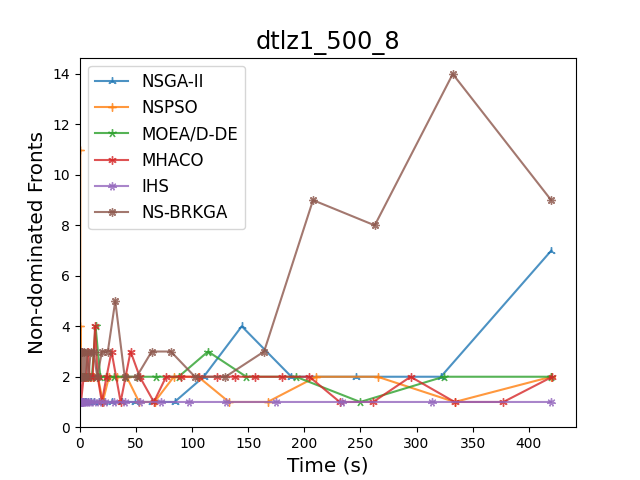 dtlz1_500_8
Non-dominated Fronts
14
12
10
8
6
4
2
0
NSGA-II
NSPSO
MOEA/D-DE
MHACO
IHS
NS-BRKGA
0 50 100 150 200 250 300 350 400
Time (s)